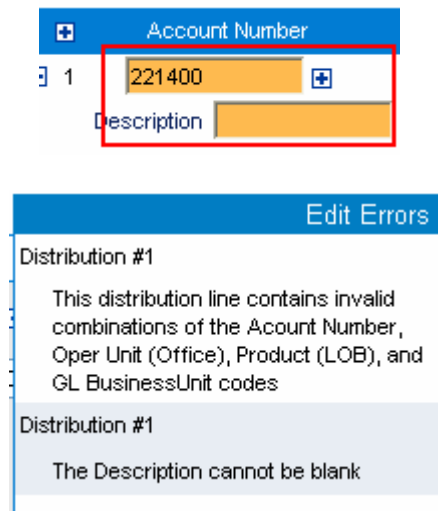 Account Number
1 221400
Description
Edit Errors
Distribution #1
This distribution line contains invalid
combinations of the Acount Number,
Oper Unit (Office), Product (LOB), and
GL BusinessUnit codes
Distribution #1
The Description cannot be blank